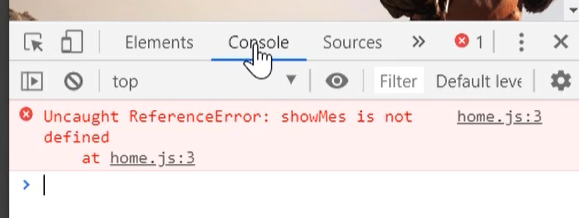 Elements Console Sources » 1
top Filter Default leve
Uncaught ReferenceError: showMes is not home.js:3
defined
at home.js:3
>